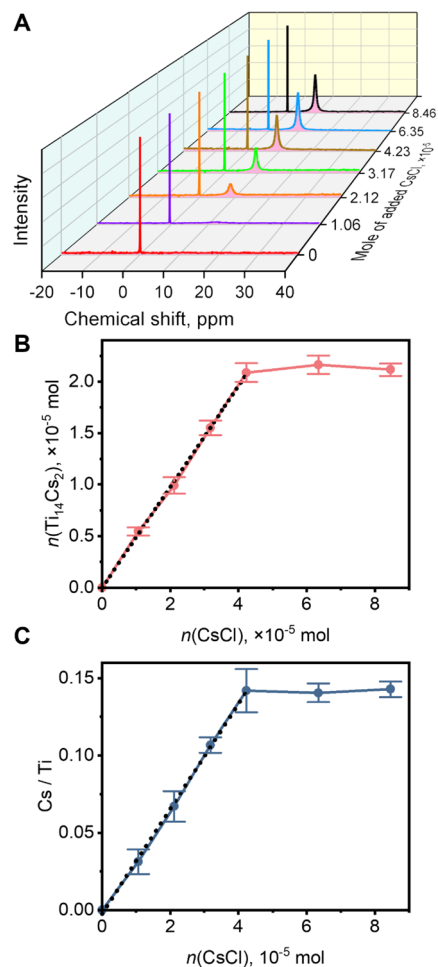 A
Intensity
8.46
6.35
4.23
3.17
2.12
1.06
0
Mole of added CsCl, ×10⁻⁵
-20 -10 0 10 20 30 40
Chemical shift, ppm
B
n(Ti₁₄Cs₂), ×10⁻⁵ mol
2.0
1.5
1.0
0.5
0.0
0 2 4 6 8
n(CsCl), ×10⁻⁵ mol
C
Cs / Ti
0.15
0.10
0.05
0.00
0 2 4 6 8
n(CsCl), 10⁻⁵ mol